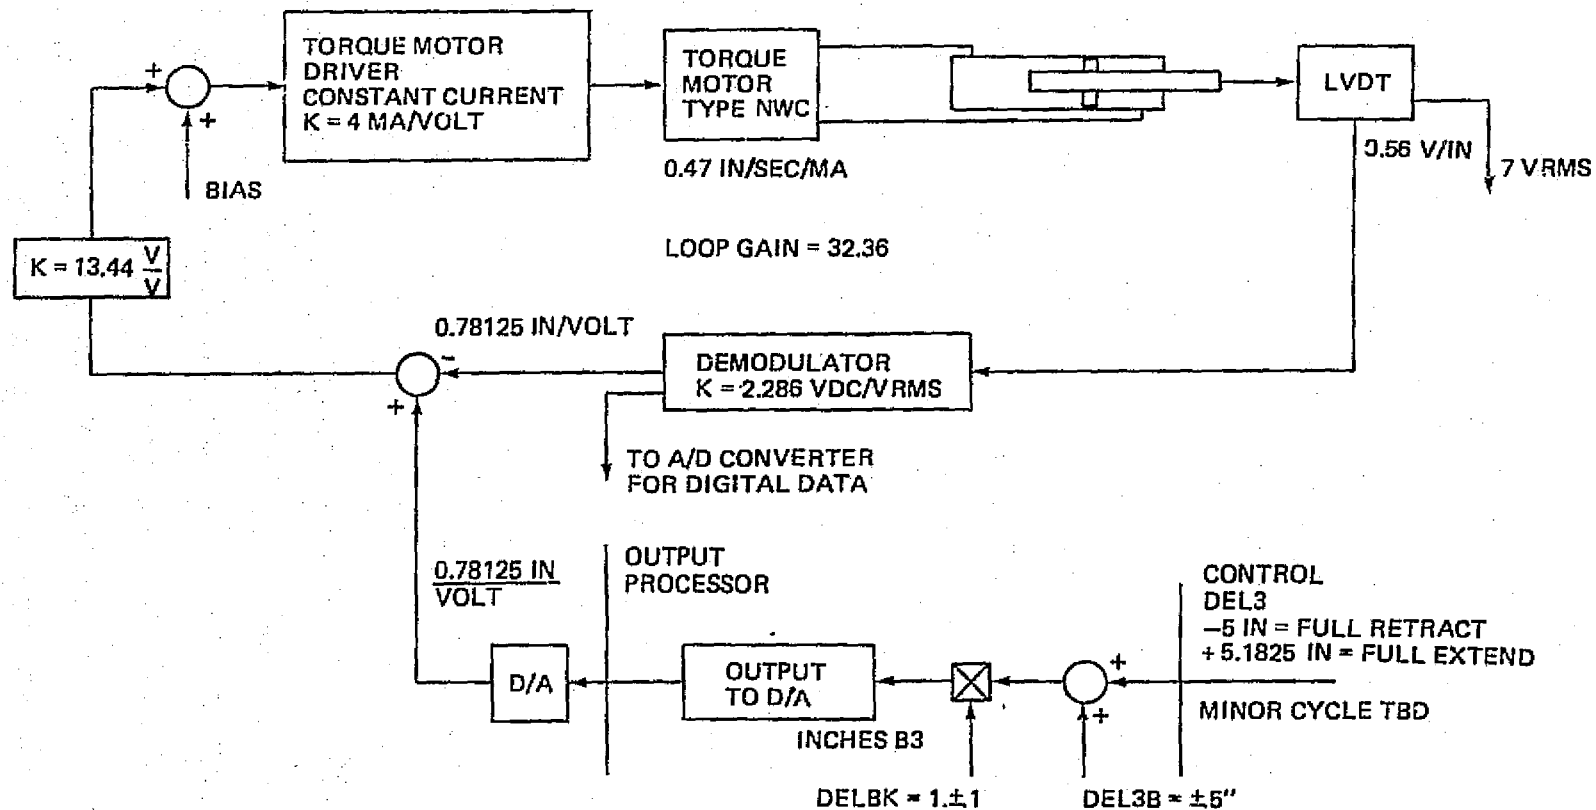 +
+
TORQUE MOTOR
DRIVER
CONSTANT CURRENT
K = 4 MA/VOLT
TORQUE
MOTOR
TYPE NWC
LVDT
BIAS
0.47 IN/SEC/MA
0.56 V/IN
7 VRMS
K = 13.44 V/V
LOOP GAIN = 32.36
0.78125 IN/VOLT
-
+
DEMODULATOR
K = 2.286 VDC/VRMS
TO A/D CONVERTER
FOR DIGITAL DATA
0.78125 IN
VOLT
OUTPUT
PROCESSOR
CONTROL
DEL3
−5 IN = FULL RETRACT
+5.1825 IN = FULL EXTEND
D/A
OUTPUT
TO D/A
+
+
MINOR CYCLE TBD
INCHES B3
DELBK = 1.±1
DEL3B = ±5"